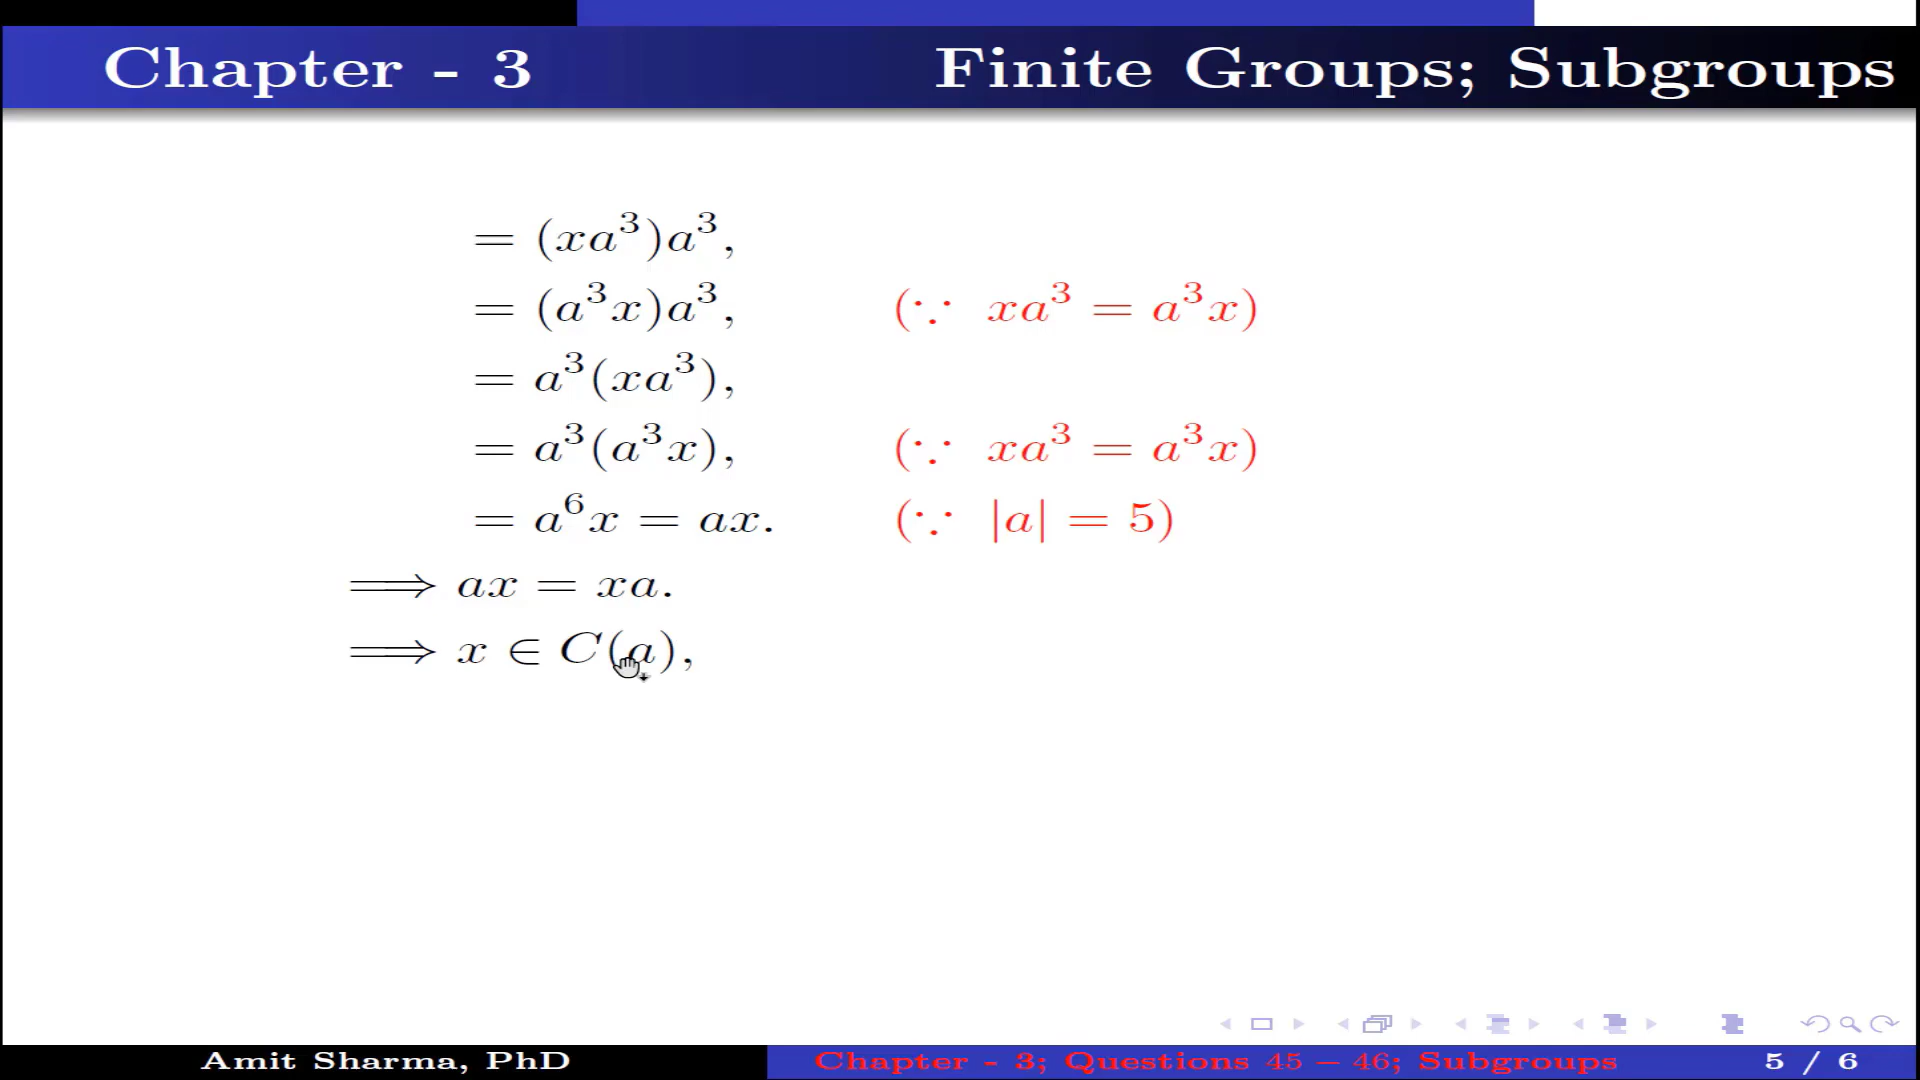 Chapter - 3 Finite Groups; Subgroups
= (xa³)a³,
= (a³x)a³, (∵ xa³ = a³x)
= a³(xa³),
= a³(a³x), (∵ xa³ = a³x)
= a⁶x = ax. (∵ |a| = 5)
⟹ ax = xa.
⟹ x ∈ C(a),
Amit Sharma, PhD Chapter - 3; Questions 45 – 46; Subgroups 5 / 6